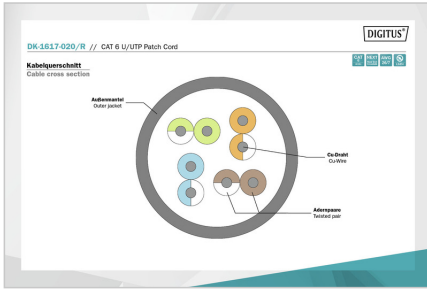 DIGITUS®
DK-1617-020/R // CAT 6 U/UTP Patch Cord
Kabelquerschnitt
Cable cross section
Außenmantel
Outer jacket
Cu-Draht
Cu-Wire
Aderspaare
Twisted pair